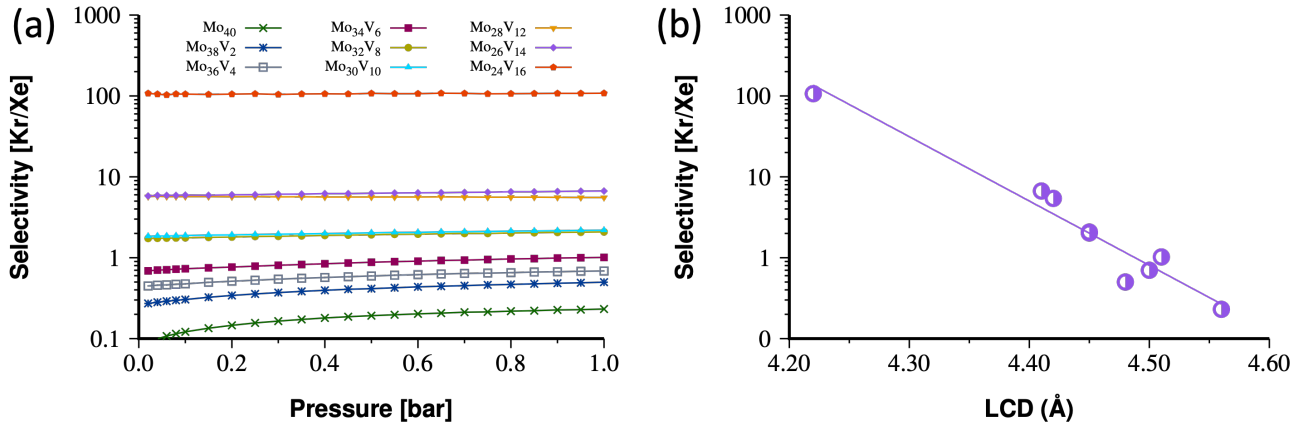 (a)
1000
100
10
1
0.1
Selectivity [Kr/Xe]
Mo40
Mo38V2
Mo36V4
Mo34V6
Mo32V8
Mo30V10
Mo28V12
Mo26V14
Mo24V16
0.0 0.2 0.4 0.6 0.8 1.0
Pressure [bar]
(b)
1000
100
10
1
0
Selectivity [Kr/Xe]
4.20 4.30 4.40 4.50 4.60
LCD (Å)